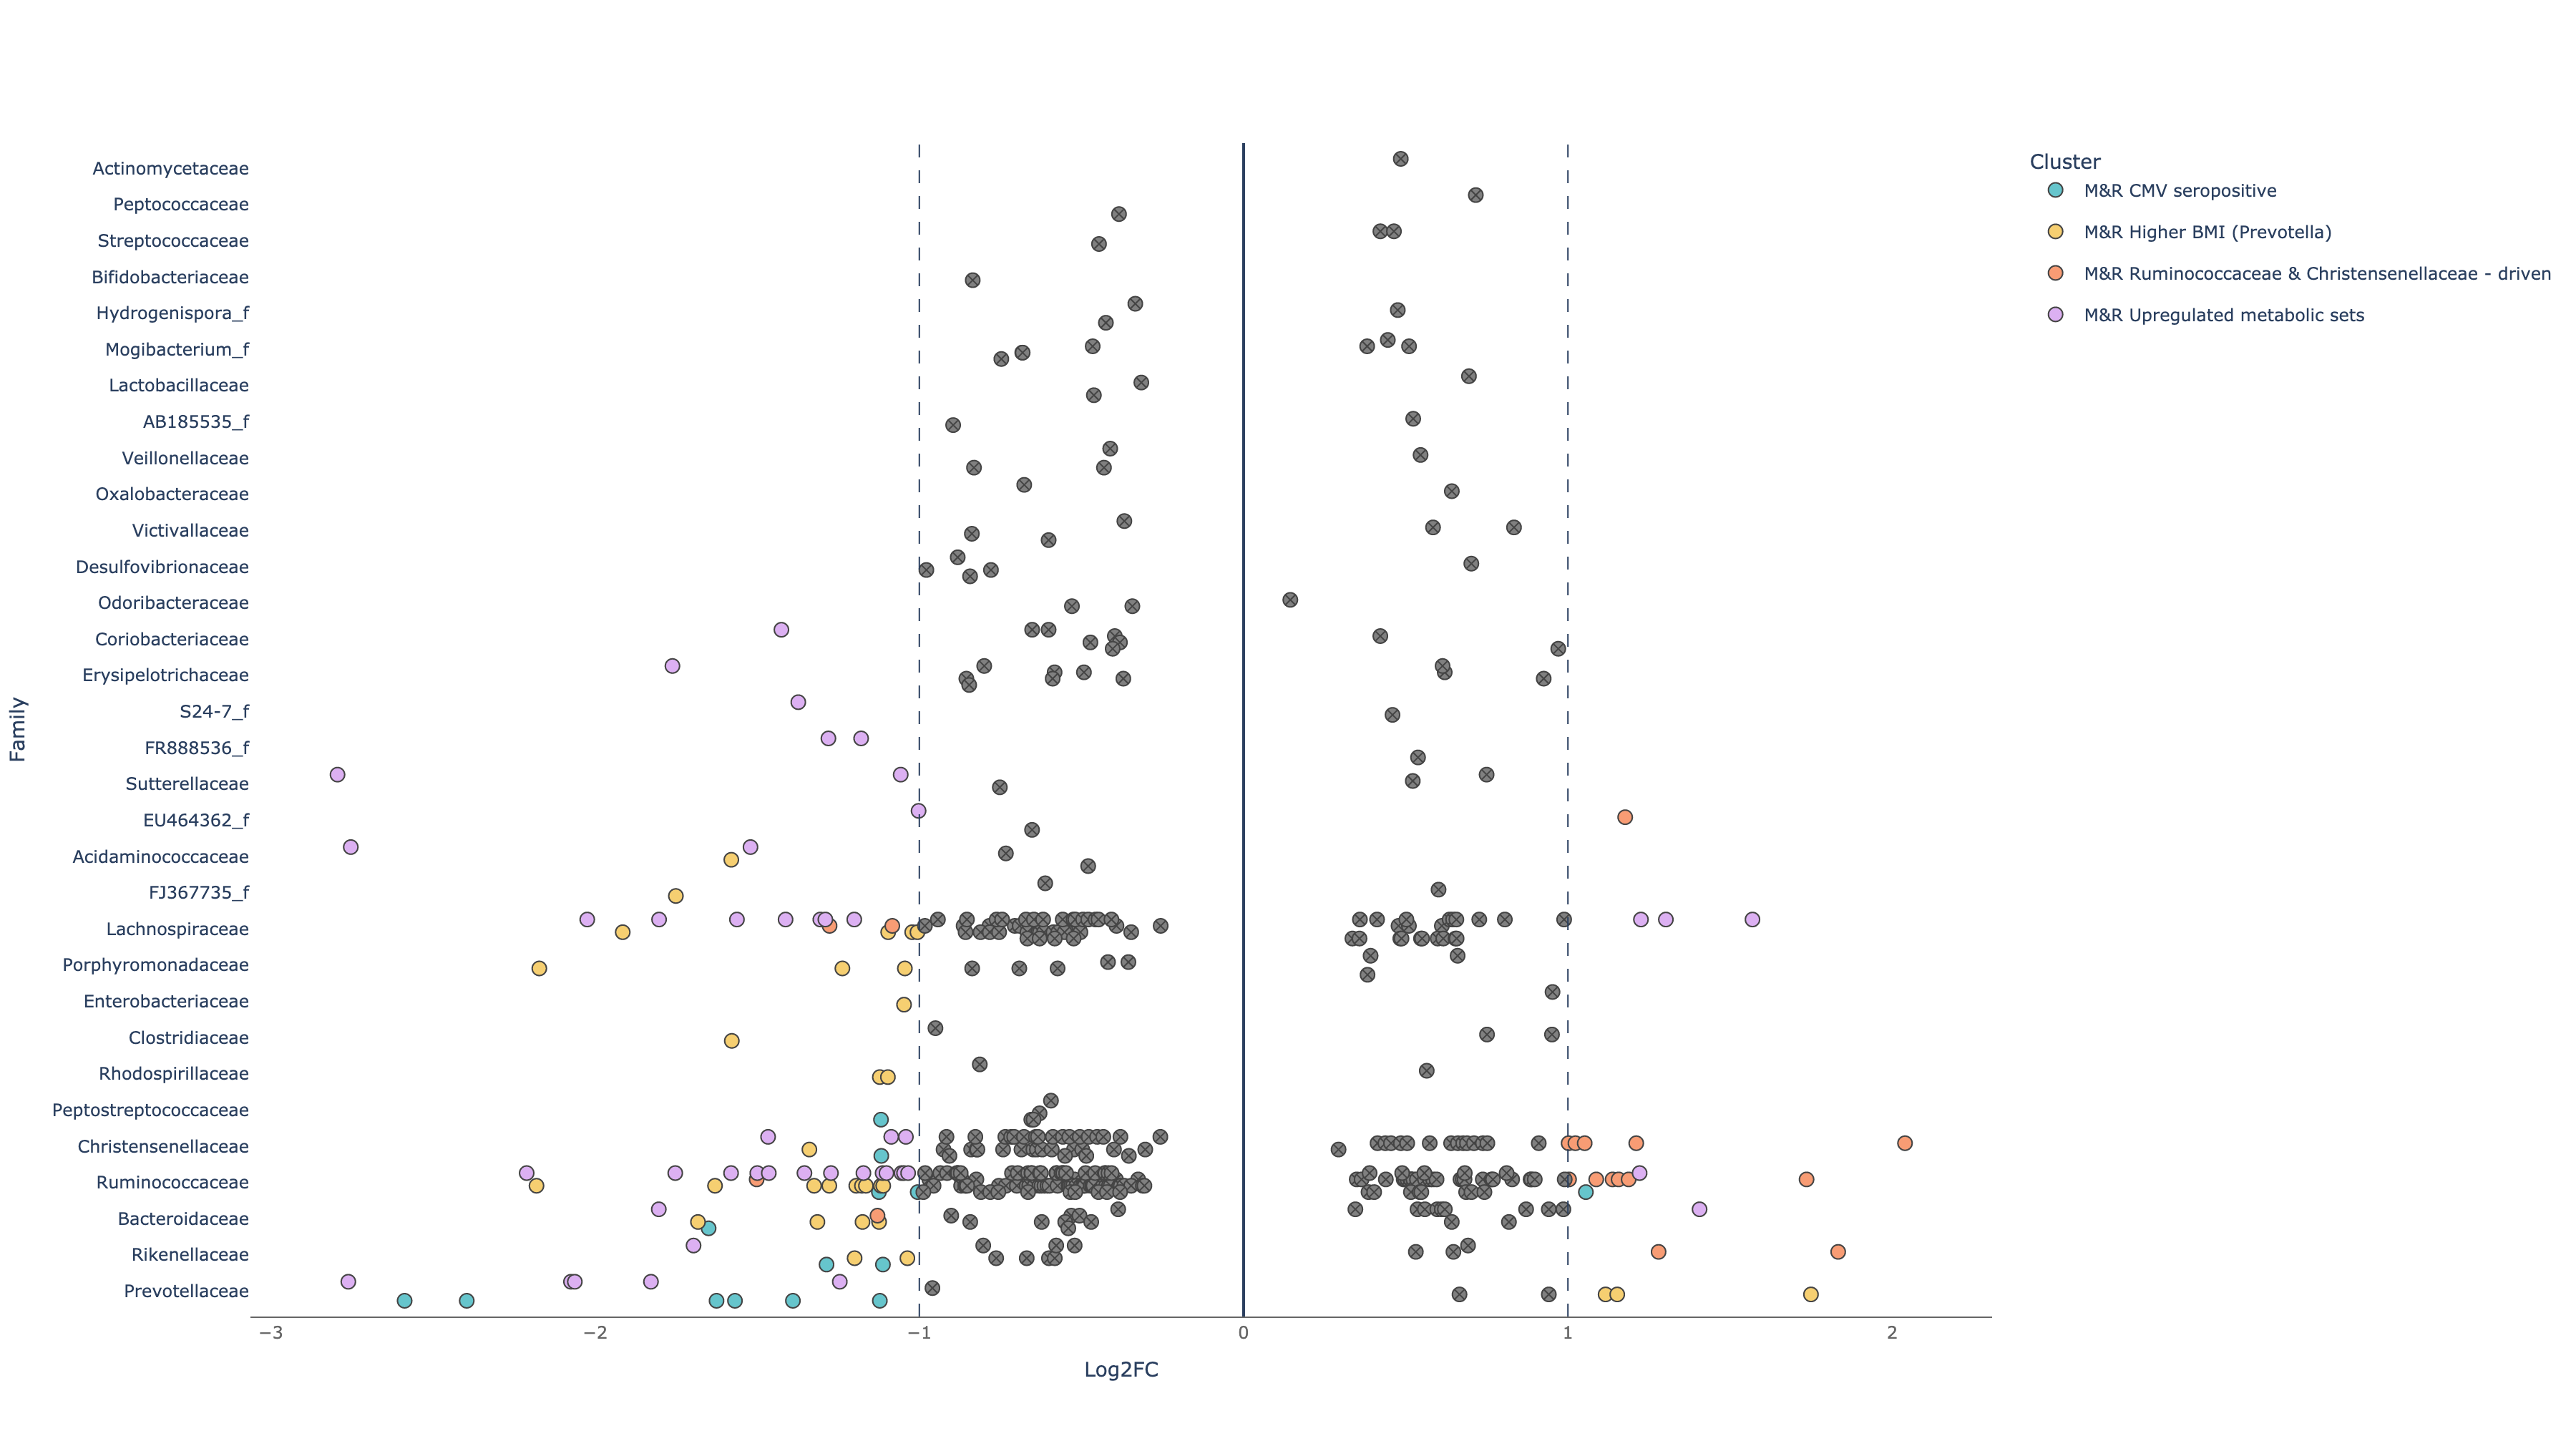 Actinomycetaceae
Peptococcaceae
Streptococcaceae
Bifidobacteriaceae
Hydrogenispora_f
Mogibacterium_f
Lactobacillaceae
AB185535_f
Veillonellaceae
Oxalobacteraceae
Victivallaceae
Desulfovibrionaceae
Odoribacteraceae
Coriobacteriaceae
Erysipelotrichaceae
S24-7_f
FR888536_f
Sutterellaceae
EU464362_f
Acidaminococcaceae
FJ367735_f
Lachnospiraceae
Porphyromonadaceae
Enterobacteriaceae
Clostridiaceae
Rhodospirillaceae
Peptostreptococcaceae
Christensenellaceae
Ruminococcaceae
Bacteroidaceae
Rikenellaceae
Prevotellaceae
Family
−3 −2 −1 0 1 2
Log2FC
Cluster
M&R CMV seropositive
M&R Higher BMI (Prevotella)
M&R Ruminococcaceae & Christensenellaceae - driven
M&R Upregulated metabolic sets